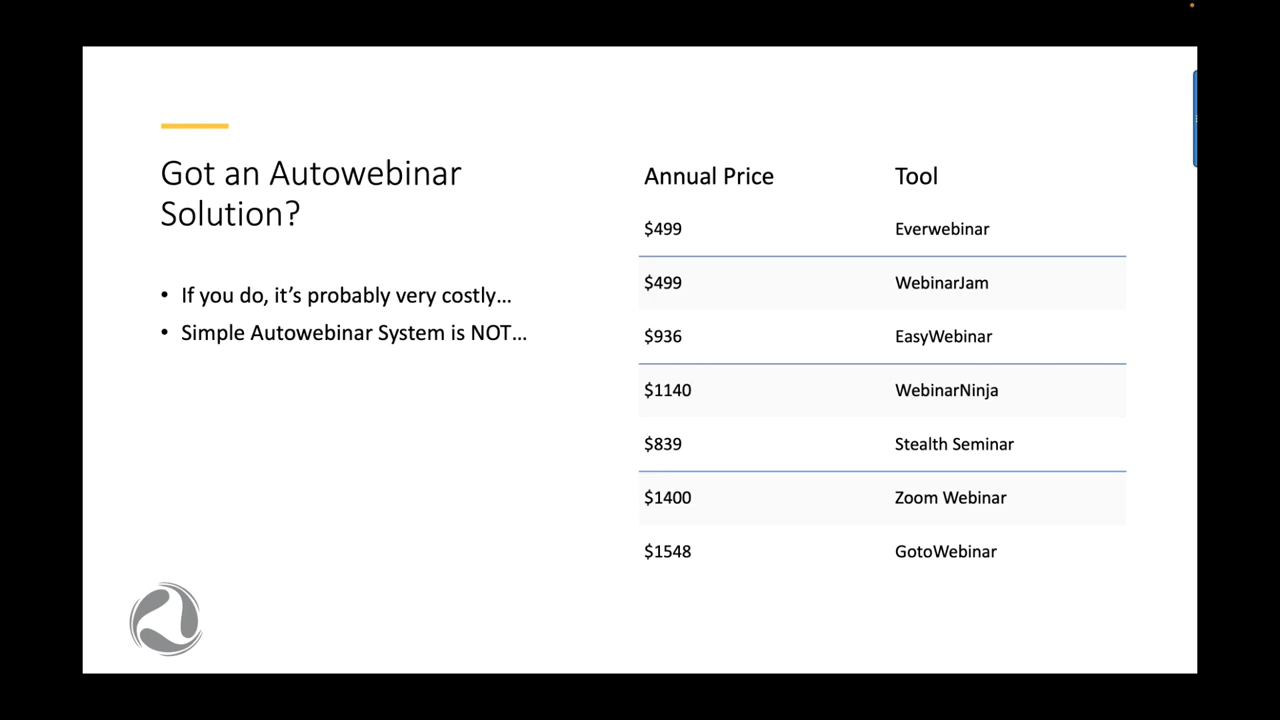 Got an Autowebinar
Solution?
• If you do, it’s probably very costly…
• Simple Autowebinar System is NOT…
Annual Price Tool
$499 Everwebinar
$499 WebinarJam
$936 EasyWebinar
$1140 WebinarNinja
$839 Stealth Seminar
$1400 Zoom Webinar
$1548 GotoWebinar